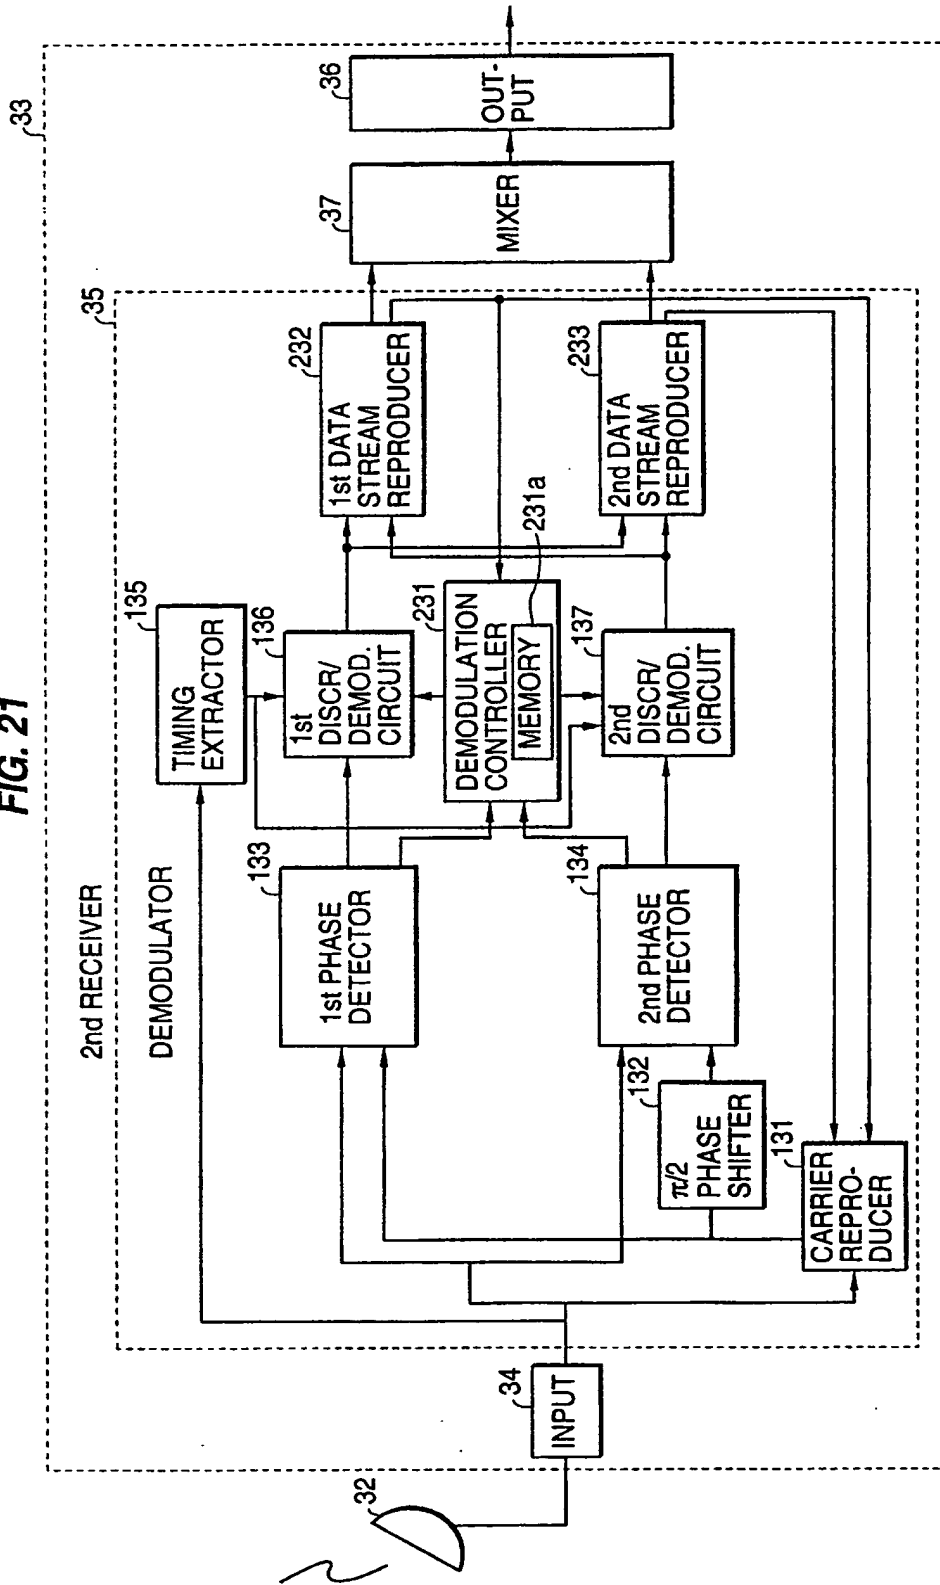 FIG. 21
33
2nd RECEIVER
35
DEMODULATOR
32
34
INPUT
135
TIMING
EXTRACTOR
133
1st PHASE
DETECTOR
136
1st
DISCR/
DEMOD.
CIRCUIT
232
1st DATA
STREAM
REPRODUCER
37
MIXER
36
OUT-
PUT
231
DEMODULATION
CONTROLLER
MEMORY
231a
134
2nd PHASE
DETECTOR
137
2nd
DISCR/
DEMOD.
CIRCUIT
233
2nd DATA
STREAM
REPRODUCER
132
π/2
PHASE
SHIFTER
131
CARRIER
REPRO-
DUCER